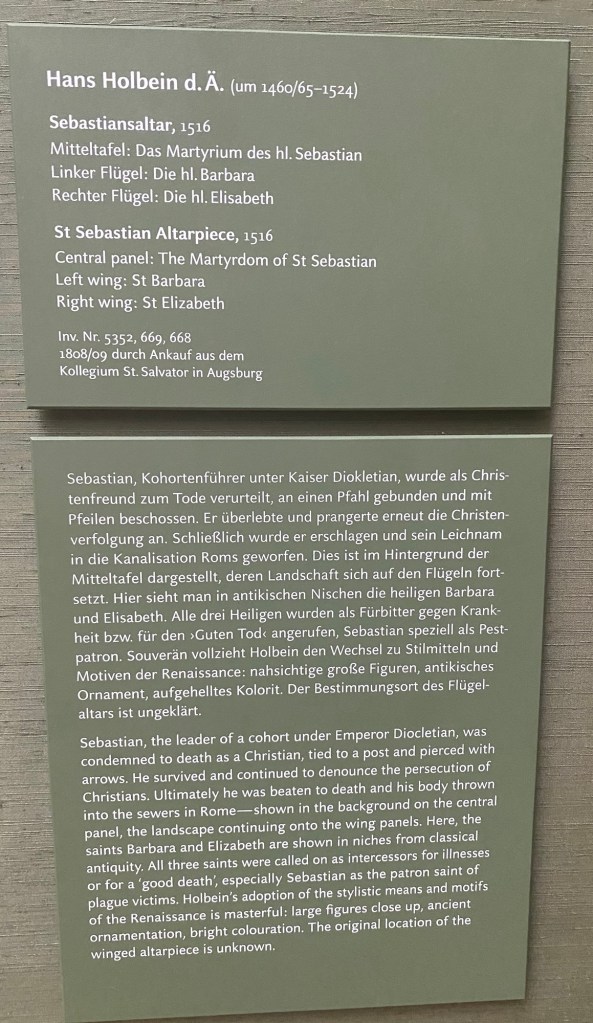 Hans Holbein d. Ä. (um 1460/65–1524)
Sebastiansaltar, 1516
Mitteltafel: Das Martyrium des hl. Sebastian
Linker Flügel: Die hl. Barbara
Rechter Flügel: Die hl. Elisabeth
St Sebastian Altarpiece, 1516
Central panel: The Martyrdom of St Sebastian
Left wing: St Barbara
Right wing: St Elizabeth
Inv. Nr. 5352, 669, 668
1808/09 durch Ankauf aus dem
Kollegium St. Salvator in Augsburg
Sebastian, Kohortenführer unter Kaiser Diokletian, wurde als Chris-
tenfreund zum Tode verurteilt, an einen Pfahl gebunden und mit
Pfeilen beschossen. Er überlebte und prangerte erneut die Christen-
verfolgung an. Schließlich wurde er erschlagen und sein Leichnam
in die Kanalisation Roms geworfen. Dies ist im Hintergrund der
Mitteltafel dargestellt, deren Landschaft sich auf den Flügeln fort-
setzt. Hier sieht man in antikischen Nischen die heiligen Barbara
und Elisabeth. Alle drei Heiligen wurden als Fürbitter gegen Krank-
heit bzw. für den ›Guten Tod‹ angerufen, Sebastian speziell als Pest-
patron. Souverän vollzieht Holbein den Wechsel zu Stilmitteln und
Motiven der Renaissance: nahsichtige große Figuren, antikisches
Ornament, aufgehelltes Kolorit. Der Bestimmungsort des Flügel-
altars ist ungeklärt.
Sebastian, the leader of a cohort under Emperor Diocletian, was
condemned to death as a Christian, tied to a post and pierced with
arrows. He survived and continued to denounce the persecution of
Christians. Ultimately he was beaten to death and his body thrown
into the sewers in Rome—shown in the background on the central
panel, the landscape continuing onto the wing panels. Here, the
saints Barbara and Elizabeth are shown in niches from classical
antiquity. All three saints were called on as intercessors for illnesses
or for a ‘good death’, especially Sebastian as the patron saint of
plague victims. Holbein’s adoption of the stylistic means and motifs
of the Renaissance is masterful: large figures close up, ancient
ornamentation, bright colouration. The original location of the
winged altarpiece is unknown.